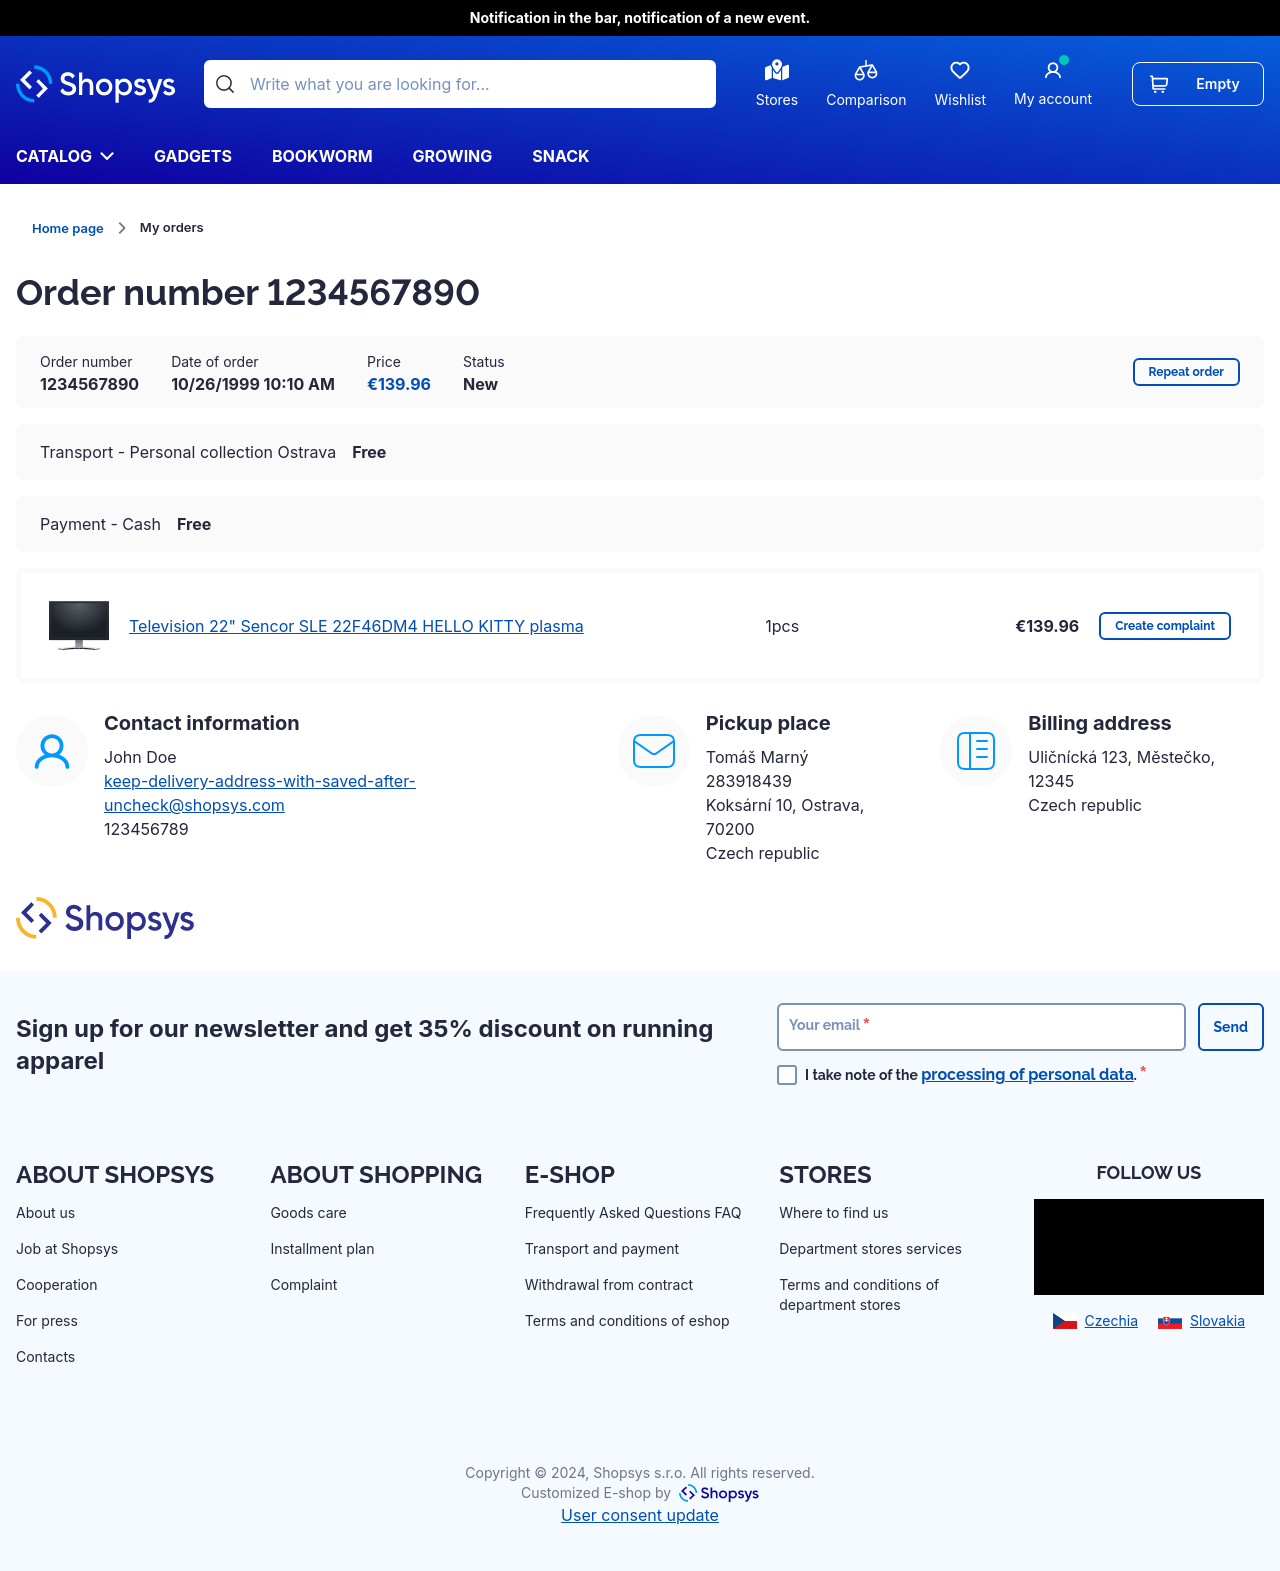 Notification in the bar, notification of a new event.
Shopsys
Write what you are looking for...
Stores
Comparison
Wishlist
My account
Empty
CATALOG
GADGETS
BOOKWORM
GROWING
SNACK
Home page
My orders
Order number 1234567890
Order number
1234567890
Date of order
10/26/1999 10:10 AM
Price
€139.96
Status
New
Repeat order
Transport - Personal collection Ostrava Free
Payment - Cash Free
Television 22" Sencor SLE 22F46DM4 HELLO KITTY plasma
1pcs
€139.96
Create complaint
Contact information
John Doe
keep-delivery-address-with-saved-after-
uncheck@shopsys.com
123456789
Pickup place
Tomáš Marný
283918439
Koksární 10, Ostrava,
70200
Czech republic
Billing address
Uličnícká 123, Městečko,
12345
Czech republic
Shopsys
Sign up for our newsletter and get 35% discount on running
apparel
Your email *
Send
I take note of the processing of personal data. *
ABOUT SHOPSYS
About us
Job at Shopsys
Cooperation
For press
Contacts
ABOUT SHOPPING
Goods care
Installment plan
Complaint
E-SHOP
Frequently Asked Questions FAQ
Transport and payment
Withdrawal from contract
Terms and conditions of eshop
STORES
Where to find us
Department stores services
Terms and conditions of
department stores
FOLLOW US
Czechia
Slovakia
Copyright © 2024, Shopsys s.r.o. All rights reserved.
Customized E-shop by Shopsys
User consent update